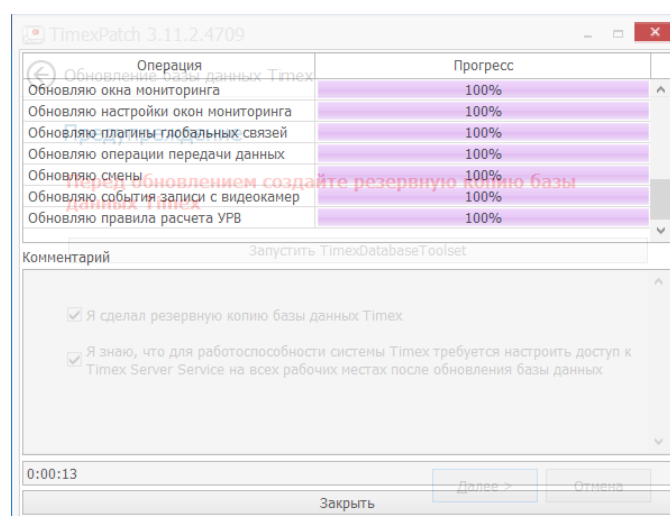 TimexPatch 3.11.2.4709
Операция Прогресс
Обновление базы данных Timex
Обновляю окна мониторинга 100%
Обновляю настройки окон мониторинга 100%
Предупреждение
Обновляю плагины глобальных связей 100%
Обновляю операции передачи данных 100%
Обновляю смены 100%
Перед обновлением создайте резервную копию базы
данных Timex
Обновляю события записи с видеокамер 100%
Обновляю правила расчета УРВ 100%
Запустить TimexDatabaseToolset
Комментарий
Я сделал резервную копию базы данных Timex
Я знаю, что для работоспособности системы Timex требуется настроить доступ к
Timex Server Service на всех рабочих местах после обновления базы данных
0:00:13
Далее > Отмена
Закрыть